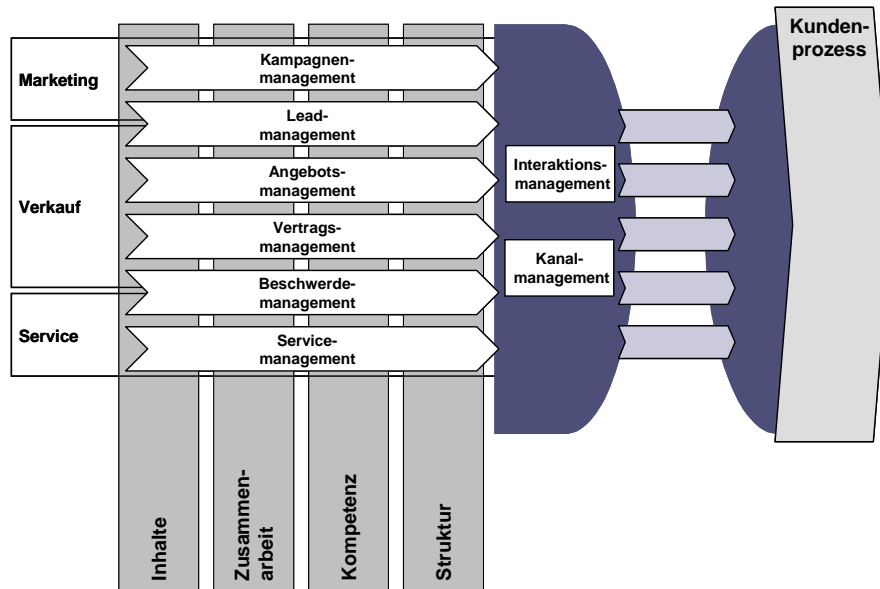 Kunden-
prozess
Marketing
Verkauf
Service
Kampagnen-
management
Lead-
management
Angebots-
management
Vertrags-
management
Beschwerde-
management
Service-
management
Interaktions-
management
Kanal-
management
Inhalte
Zusammen-
arbeit
Kompetenz
Struktur